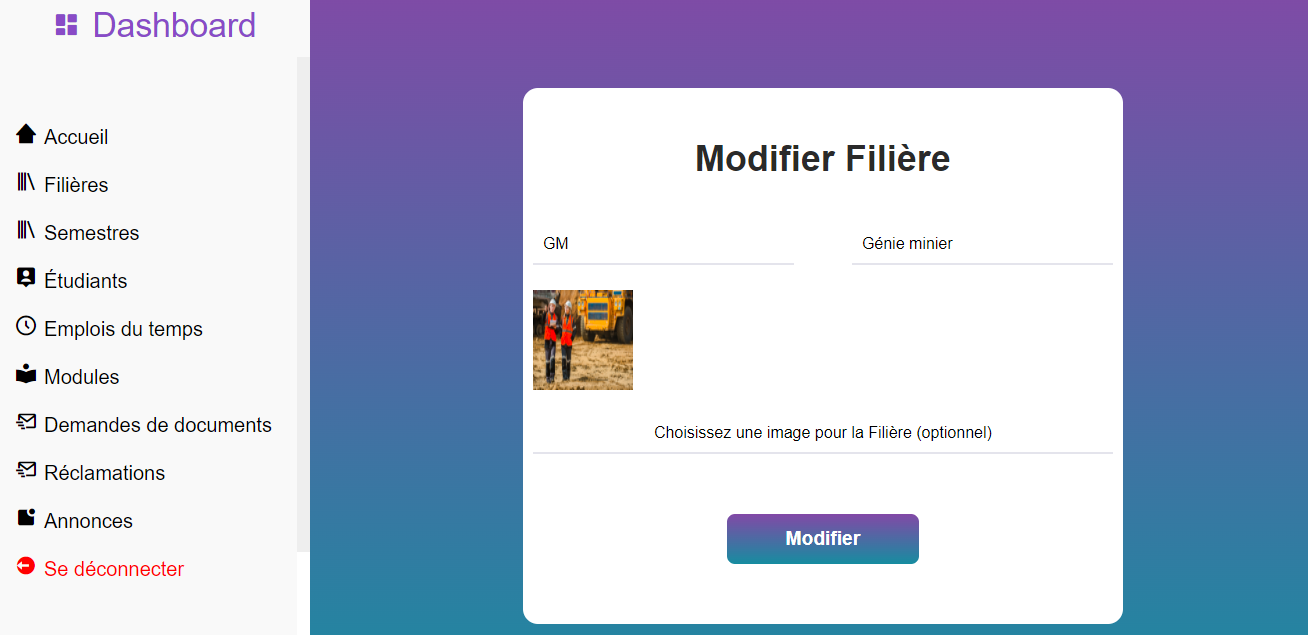 Dashboard
Accueil
Filières
Semestres
Étudiants
Emplois du temps
Modules
Demandes de documents
Réclamations
Annonces
Se déconnecter
Modifier Filière
GM
Génie minier
Choisissez une image pour la Filière (optionnel)
Modifier